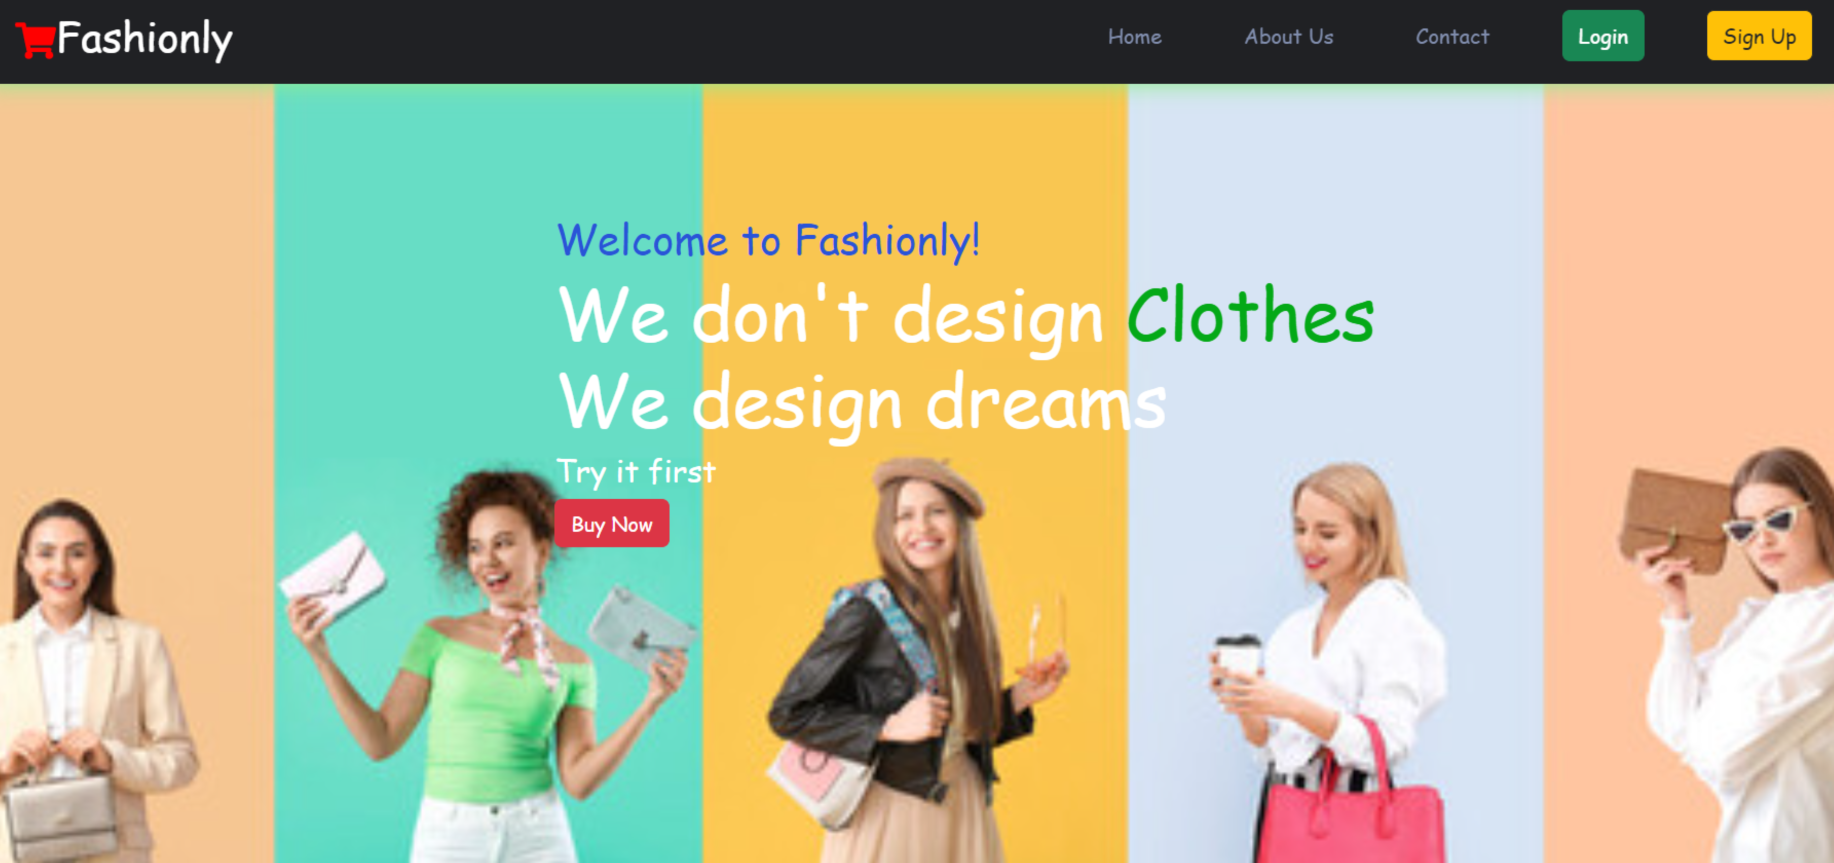 Fashionly
Home About Us Contact Login Sign Up
Welcome to Fashionly!
We don't design Clothes
We design dreams
Try it first
Buy Now